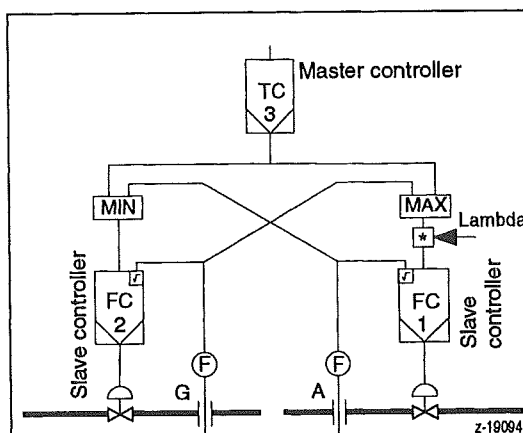 Master controller
TC
3
MIN
MAX
*
Lambda
√
√
FC
2
FC
1
Slave controller
Slave
controller
F
F
G
A
z-19094